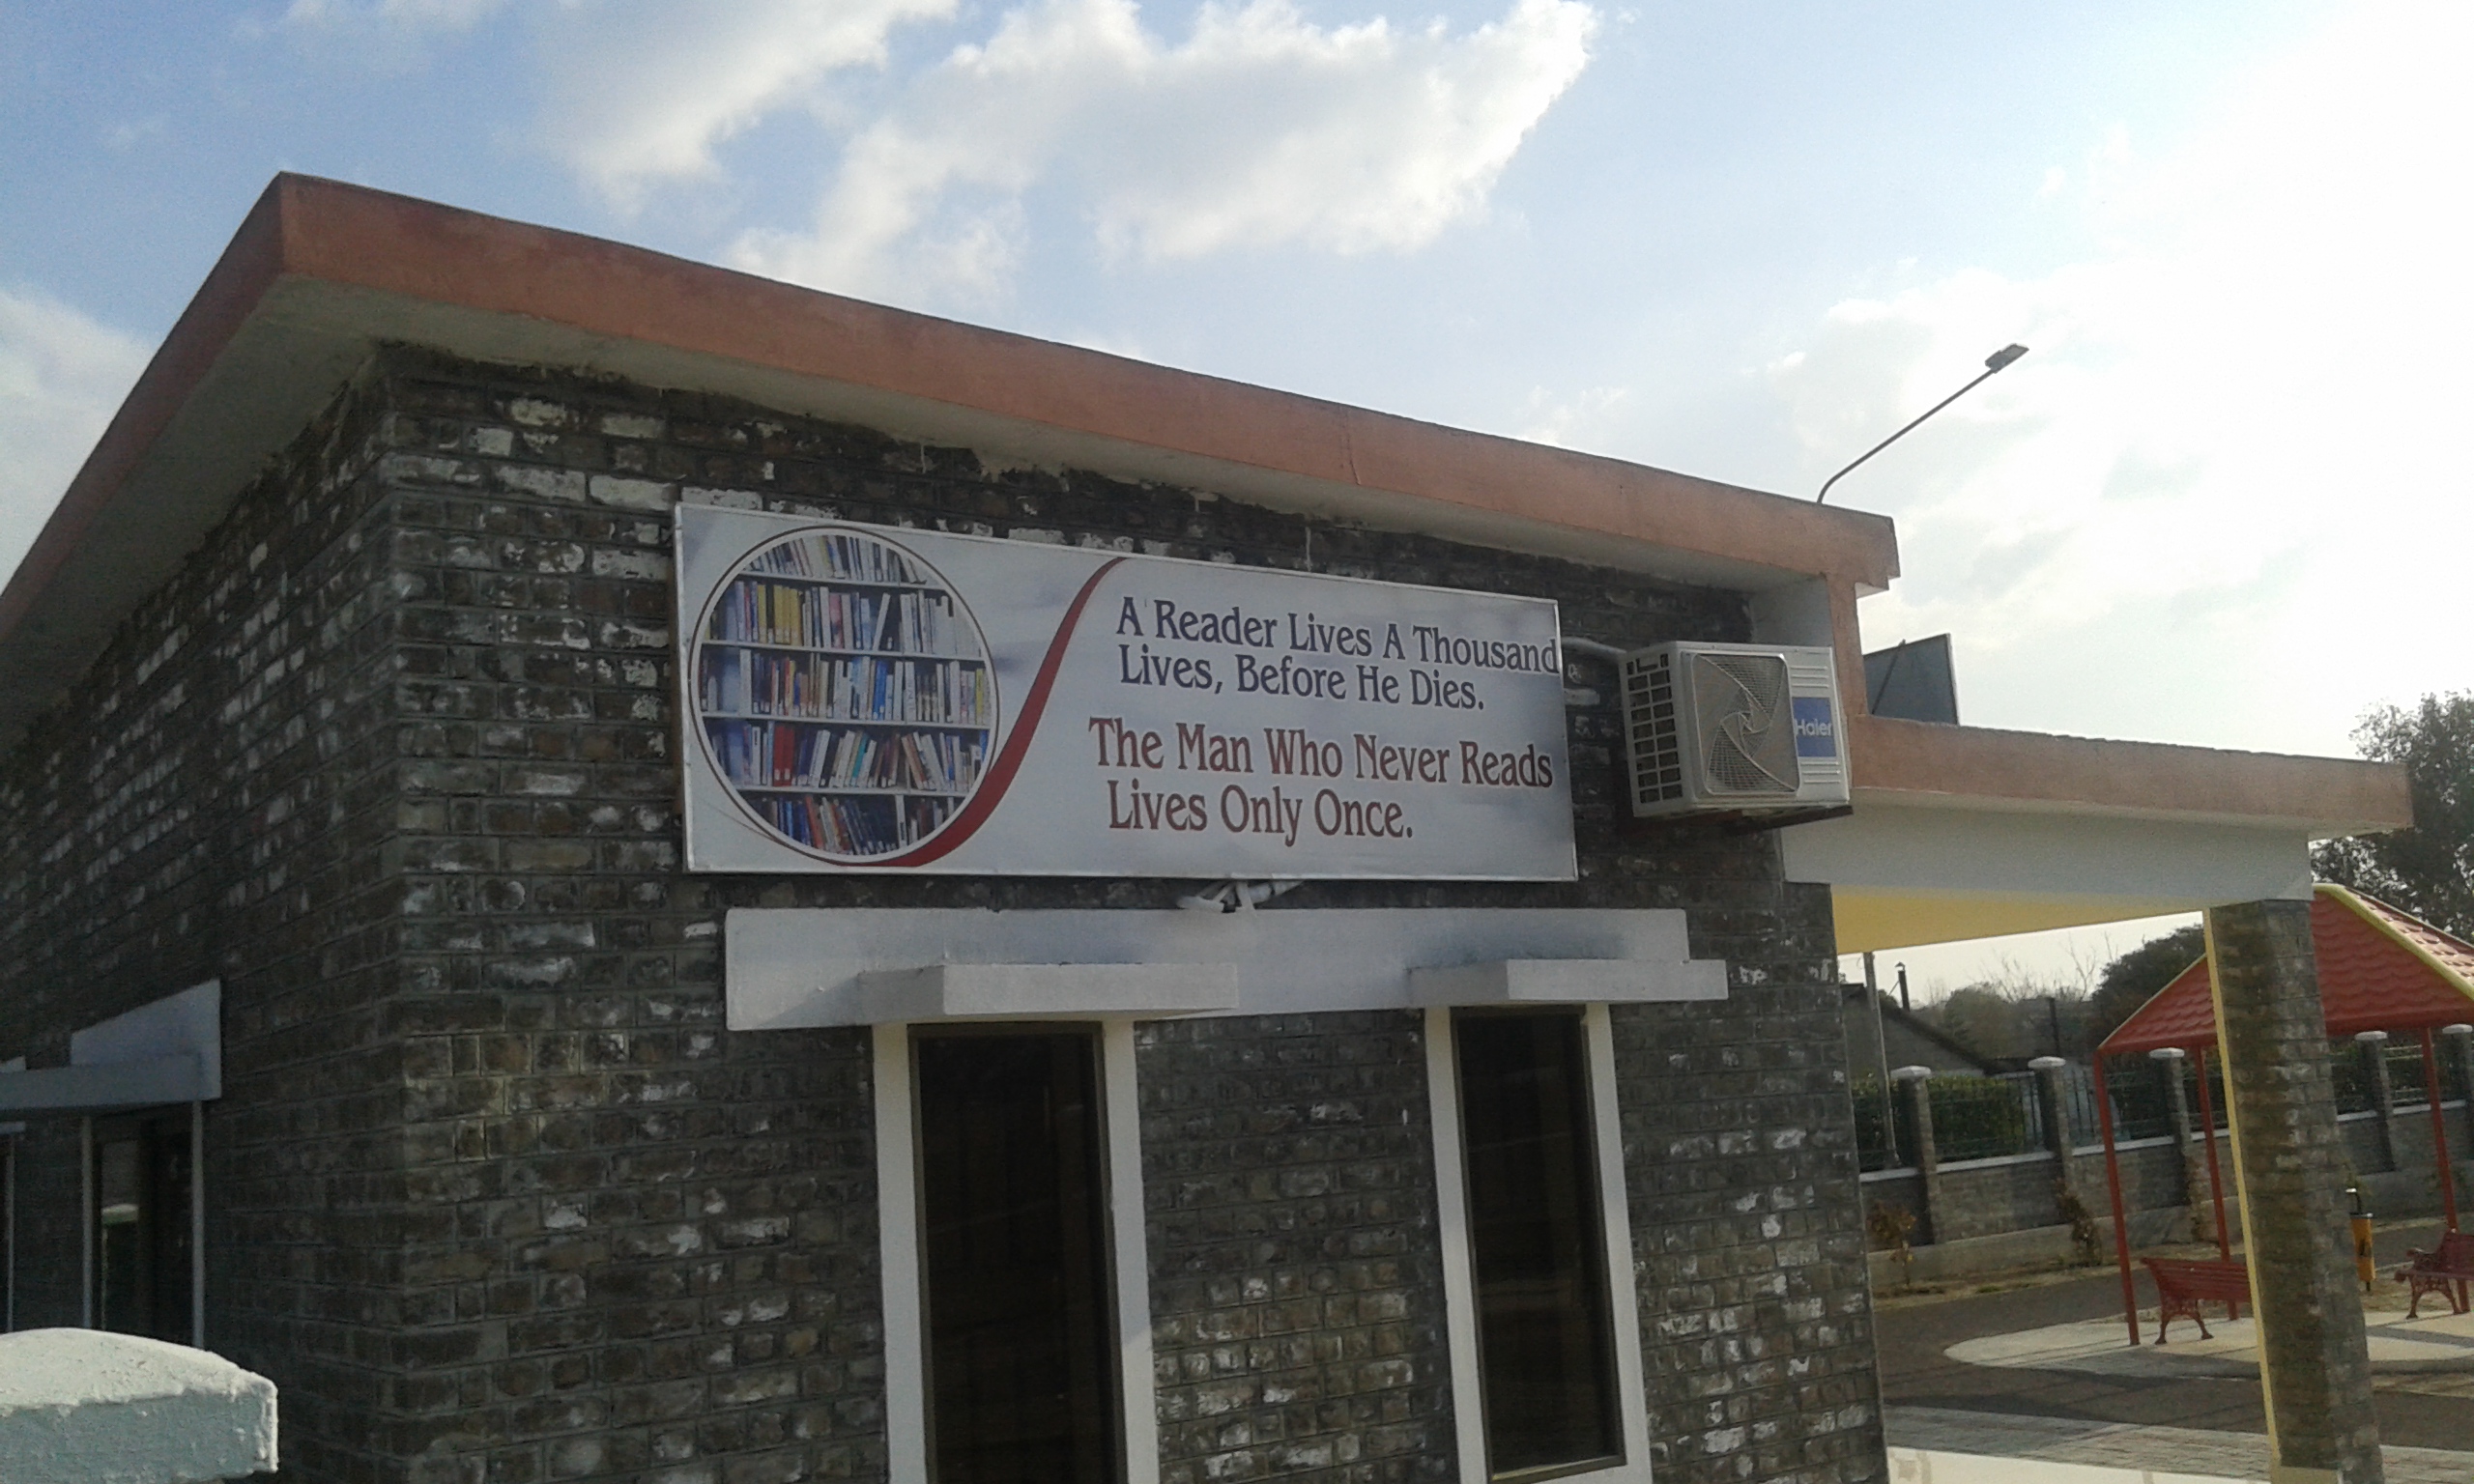 A Reader Lives A Thousand
Lives, Before He Dies.
The Man Who Never Reads
Lives Only Once.
Haier